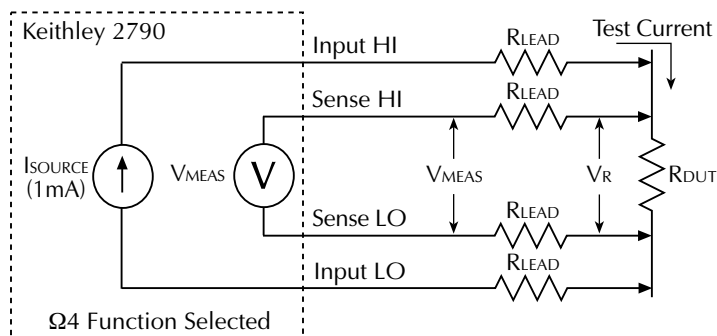 Keithley 2790
Input HI
RLEAD
Test Current
Sense HI
RLEAD
ISOURCE
(1mA)
VMEAS
V
VMEAS
VR
RDUT
Sense LO
RLEAD
Input LO
RLEAD
Ω4 Function Selected